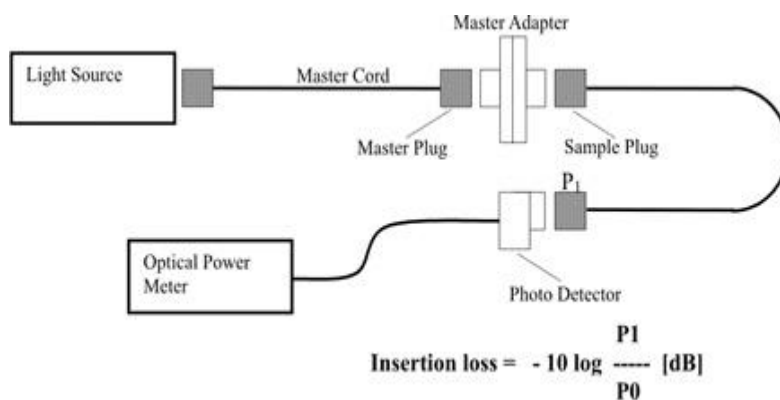 Master Adapter
Light Source
Master Cord
Master Plug
Sample Plug
P₁
Optical Power
Meter
Photo Detector
P1
Insertion loss = - 10 log ----- [dB]
P0